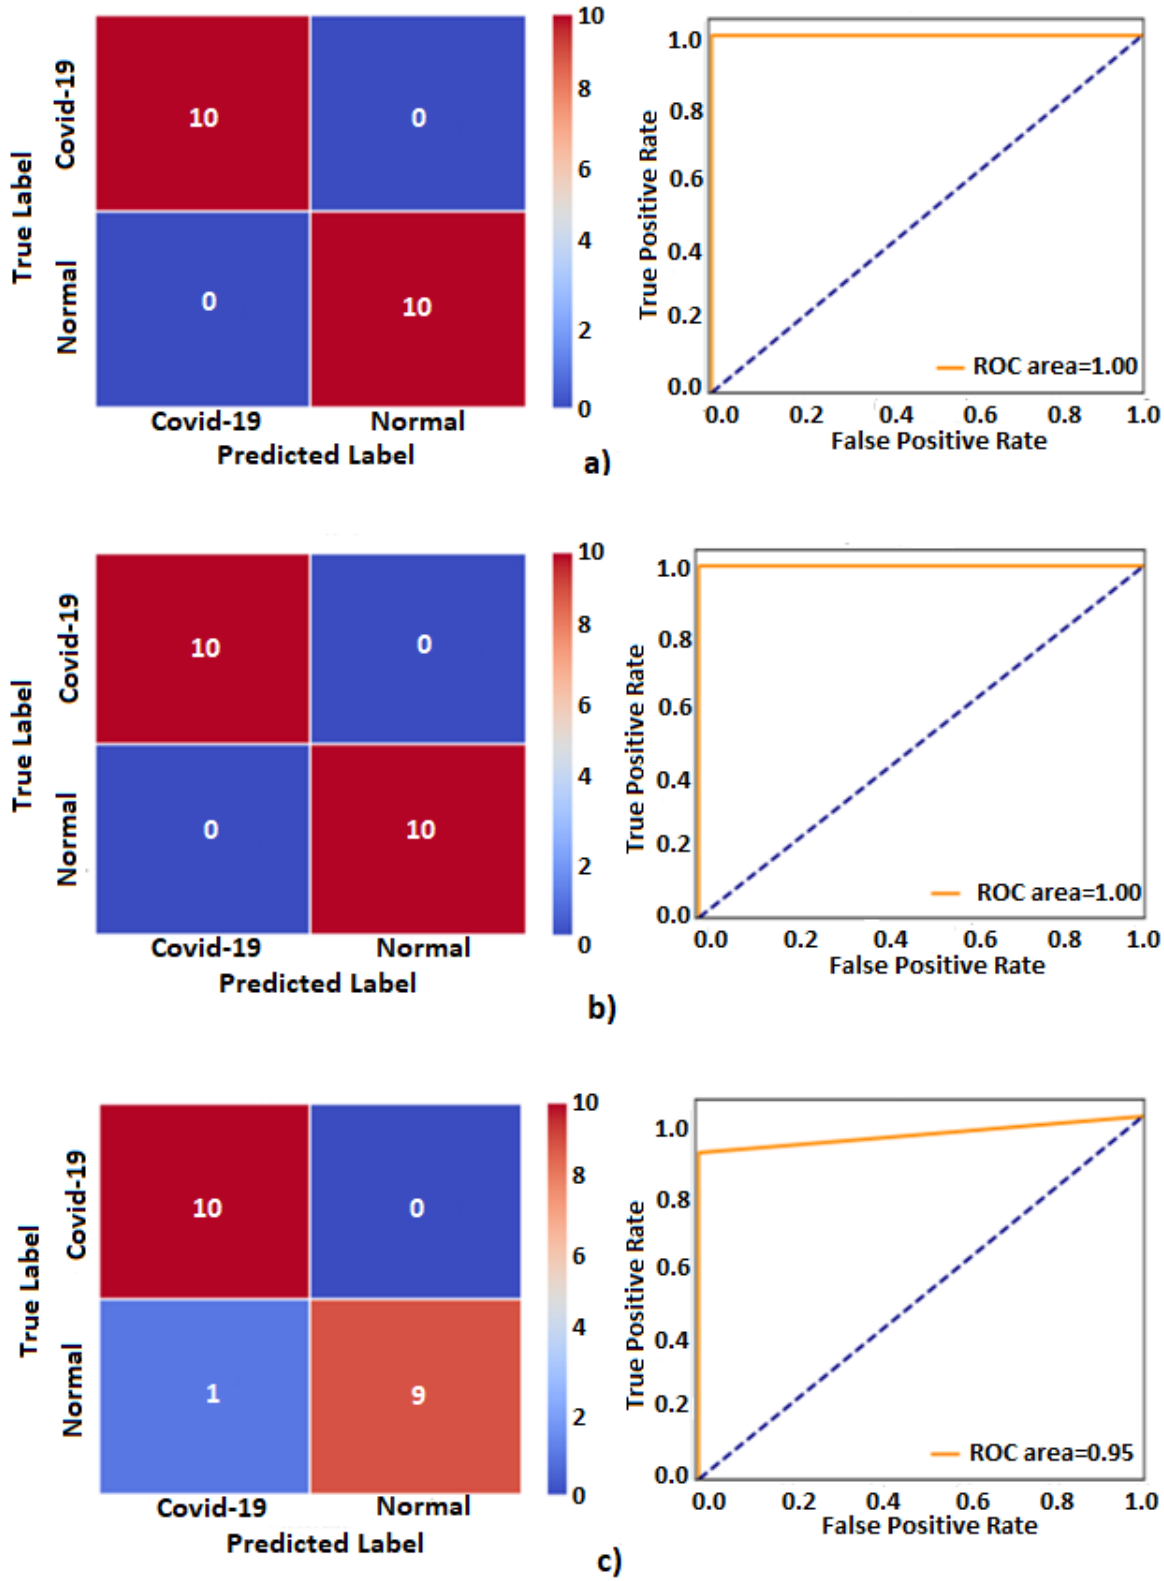 True Label
Covid-19
Normal
10
0
0
10
Covid-19
Normal
Predicted Label
10
8
6
4
2
0
True Positive Rate
1.0
0.8
0.6
0.4
0.2
0.0
ROC area=1.00
0.0 0.2 0.4 0.6 0.8 1.0
False Positive Rate
a)
True Label
Covid-19
Normal
10
0
0
10
Covid-19
Normal
Predicted Label
10
8
6
4
2
0
True Positive Rate
1.0
0.8
0.6
0.4
0.2
0.0
ROC area=1.00
0.0 0.2 0.4 0.6 0.8 1.0
False Positive Rate
b)
True Label
Covid-19
Normal
10
0
1
9
Covid-19
Normal
Predicted Label
10
8
6
4
2
0
True Positive Rate
1.0
0.8
0.6
0.4
0.2
0.0
ROC area=0.95
0.0 0.2 0.4 0.6 0.8 1.0
False Positive Rate
c)